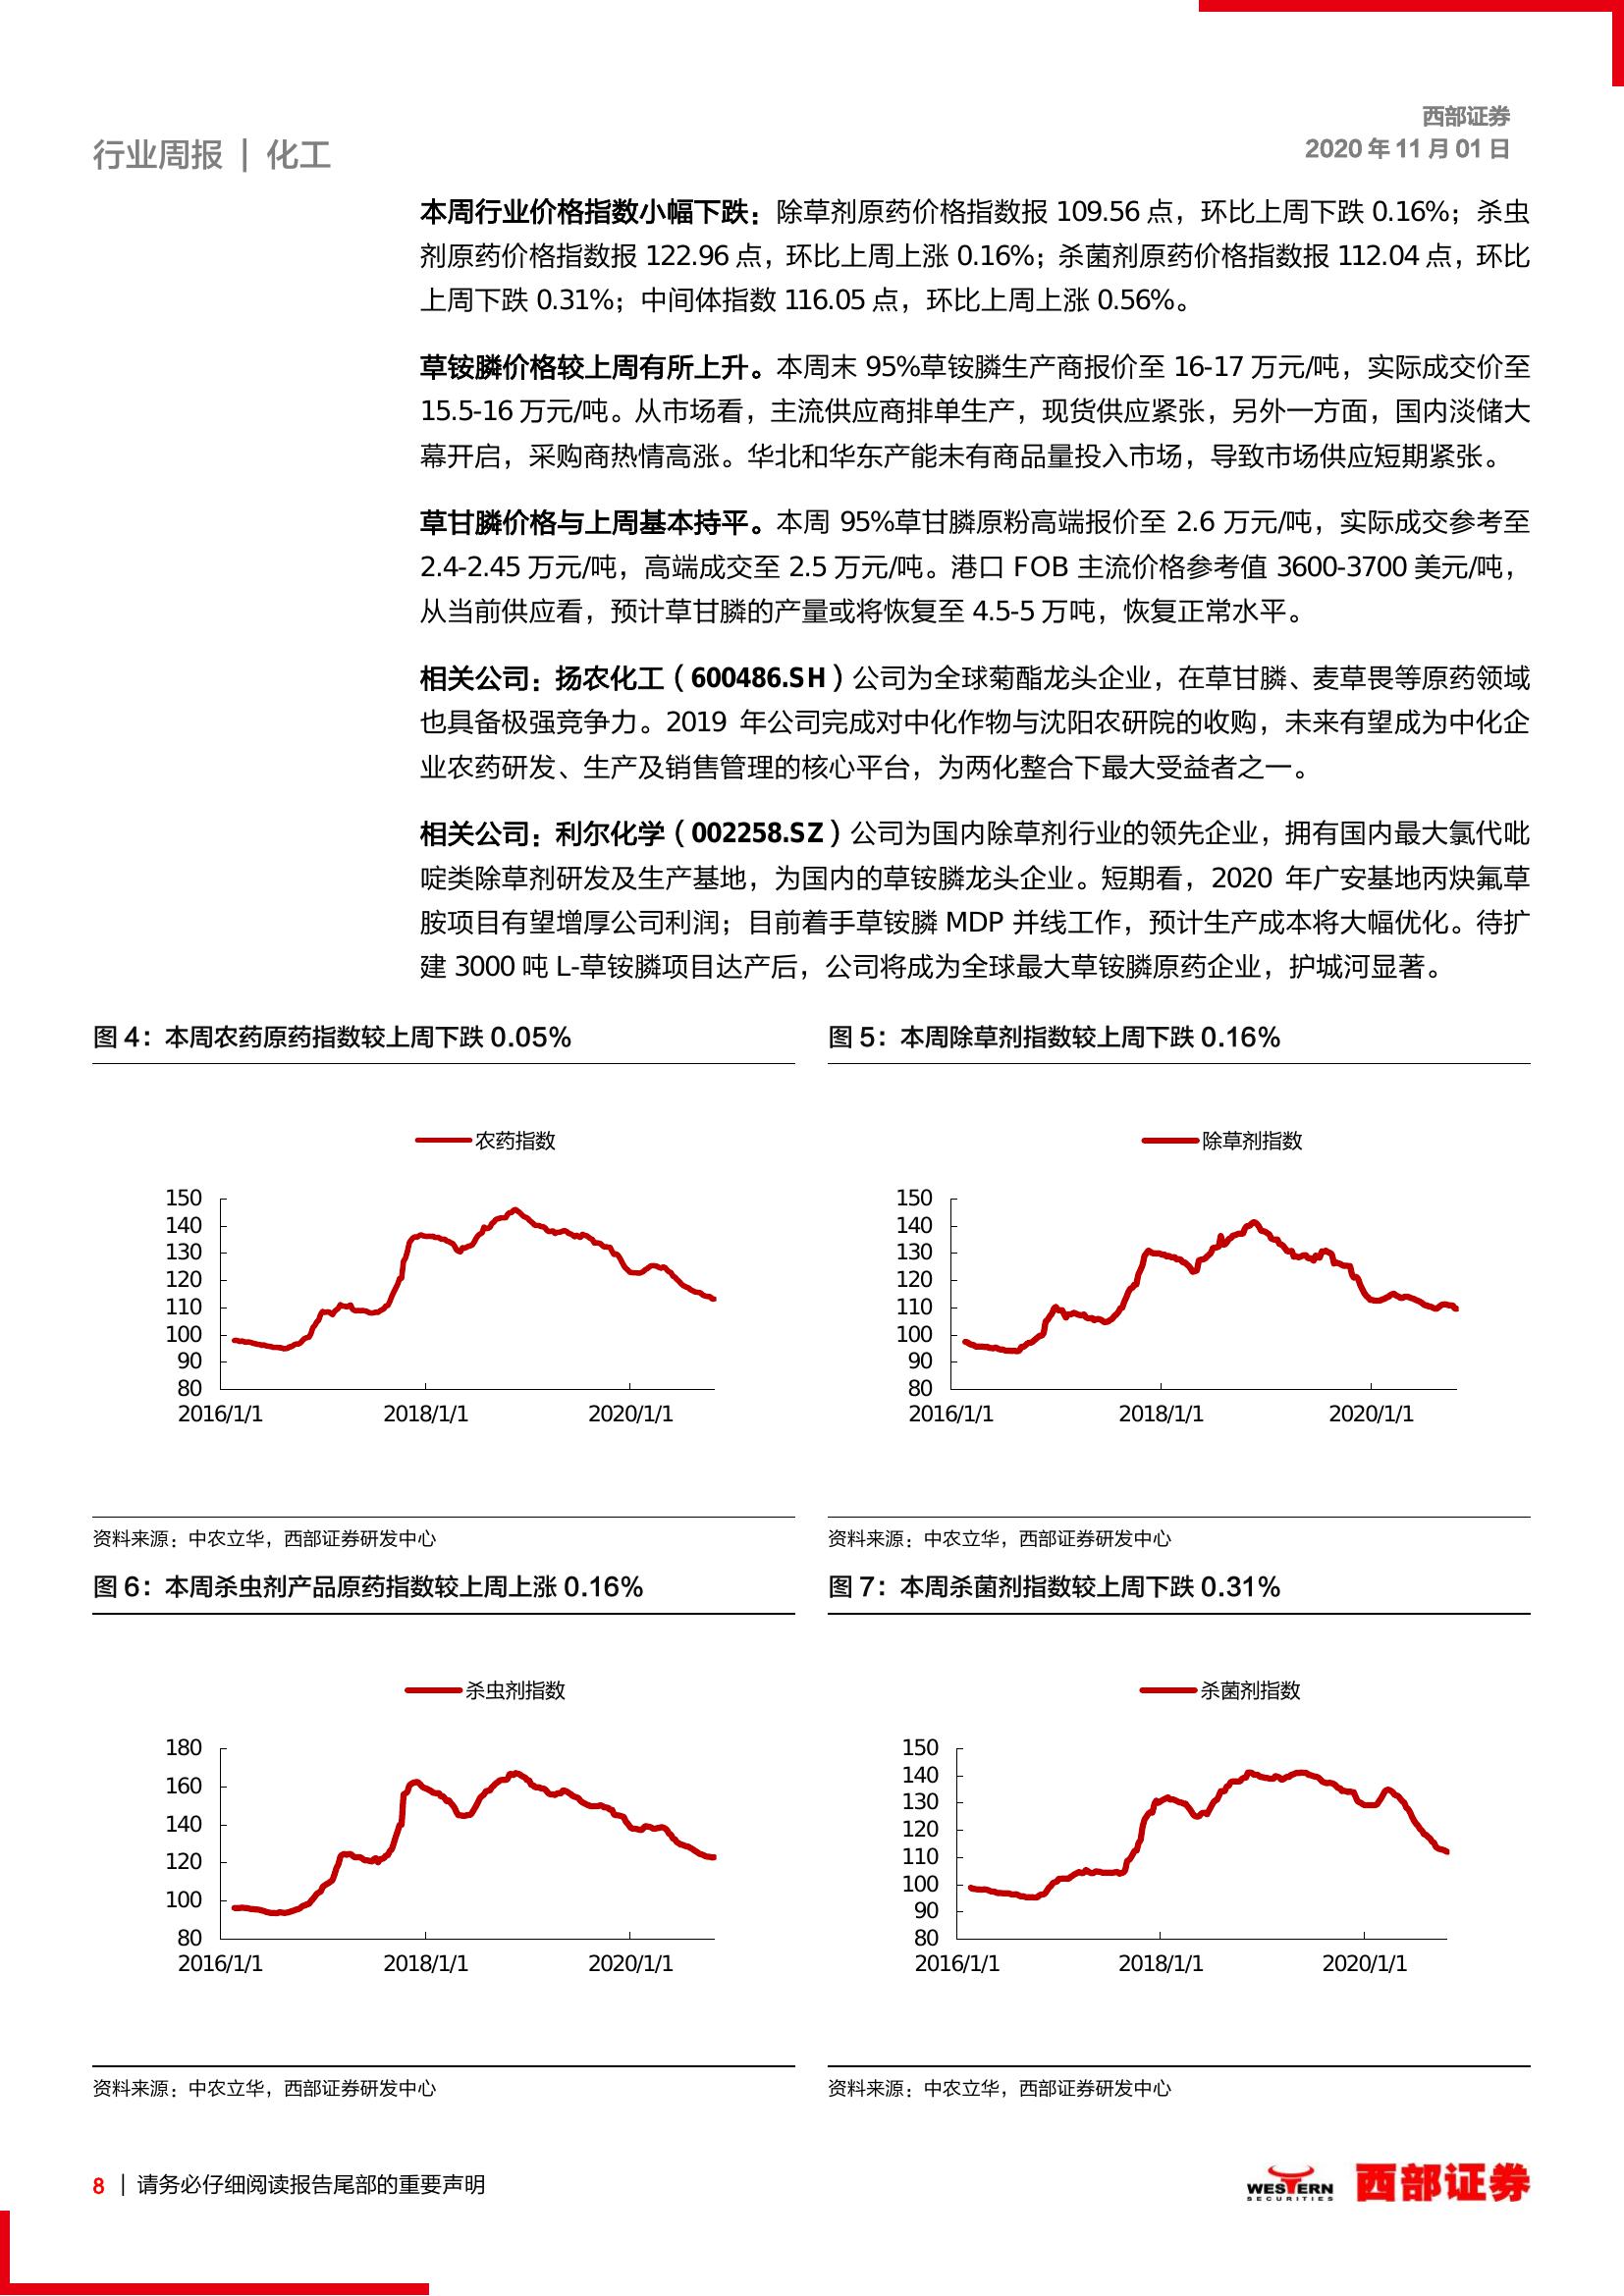 西部证券
行业周报 | 化工
2020 年 11 月 01 日
本周行业价格指数小幅下跌：除草剂原药价格指数报 109.56 点，环比上周下跌 0.16%；杀虫
剂原药价格指数报 122.96 点，环比上周上涨 0.16%；杀菌剂原药价格指数报 112.04 点，环比
上周下跌 0.31%；中间体指数 116.05 点，环比上周上涨 0.56%。
草铵膦价格较上周有所上升。本周末 95%草铵膦生产商报价至 16-17 万元/吨，实际成交价至
15.5-16 万元/吨。从市场看，主流供应商排单生产，现货供应紧张，另外一方面，国内淡储大
幕开启，采购商热情高涨。华北和华东产能未有商品量投入市场，导致市场供应短期紧张。
草甘膦价格与上周基本持平。本周 95%草甘膦原粉高端报价至 2.6 万元/吨，实际成交参考至
2.4-2.45 万元/吨，高端成交至 2.5 万元/吨。港口 FOB 主流价格参考值 3600-3700 美元/吨，
从当前供应看，预计草甘膦的产量或将恢复至 4.5-5 万吨，恢复正常水平。
相关公司：扬农化工（600486.SH）公司为全球菊酯龙头企业，在草甘膦、麦草畏等原药领域
也具备极强竞争力。2019 年公司完成对中化作物与沈阳农研院的收购，未来有望成为中化企
业农药研发、生产及销售管理的核心平台，为两化整合下最大受益者之一。
相关公司：利尔化学（002258.SZ）公司为国内除草剂行业的领先企业，拥有国内最大氯代吡
啶类除草剂研发及生产基地，为国内的草铵膦龙头企业。短期看，2020 年广安基地丙炔氟草
胺项目有望增厚公司利润；目前着手草铵膦 MDP 并线工作，预计生产成本将大幅优化。待扩
建 3000 吨 L-草铵膦项目达产后，公司将成为全球最大草铵膦原药企业，护城河显著。
图 4：本周农药原药指数较上周下跌 0.05%
农药指数
150
140
130
120
110
100
90
80
2016/1/1 2018/1/1 2020/1/1
资料来源：中农立华，西部证券研发中心
图 5：本周除草剂指数较上周下跌 0.16%
除草剂指数
150
140
130
120
110
100
90
80
2016/1/1 2018/1/1 2020/1/1
资料来源：中农立华，西部证券研发中心
图 6：本周杀虫剂产品原药指数较上周上涨 0.16%
杀虫剂指数
180
160
140
120
100
80
2016/1/1 2018/1/1 2020/1/1
资料来源：中农立华，西部证券研发中心
图 7：本周杀菌剂指数较上周下跌 0.31%
杀菌剂指数
150
140
130
120
110
100
90
80
2016/1/1 2018/1/1 2020/1/1
资料来源：中农立华，西部证券研发中心
8 | 请务必仔细阅读报告尾部的重要声明
WESTERN
SECURITIES
西部证券